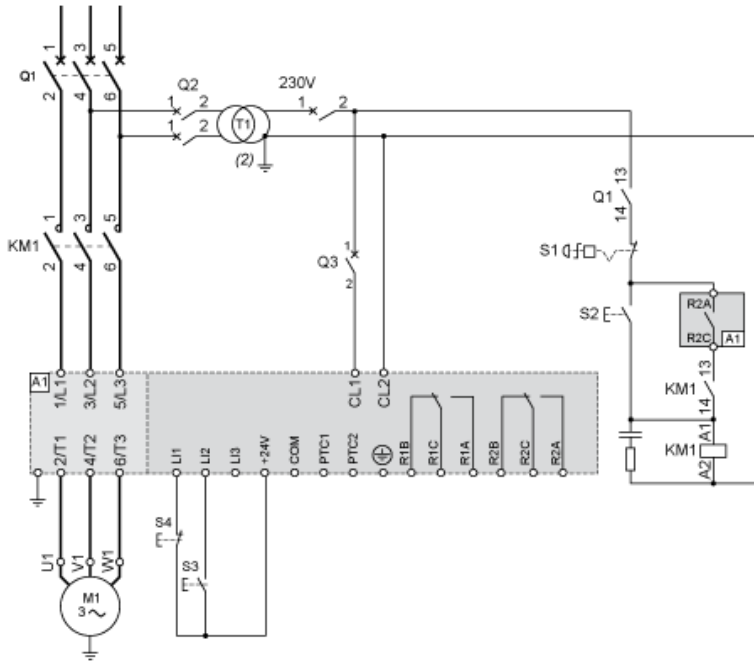 1 3 5
Q1
2 4 6
Q2
1 2
1 2
T1
(2)
230V
1 2
13
Q1
14
1 3 5
KM1
2 4 6
1
Q3
2
S1
S2
R2A
R2C A1
13
KM1
14
A1
KM1
A2
A1
1/L1 3/L2 5/L3
CL1 CL2
2/T1 4/T2 6/T3
LI1 LI2 LI3 +24V COM PTC1 PTC2 R1B R1C R1A R2B R2C R2A
S4
S3
U1 V1 W1
M1
3